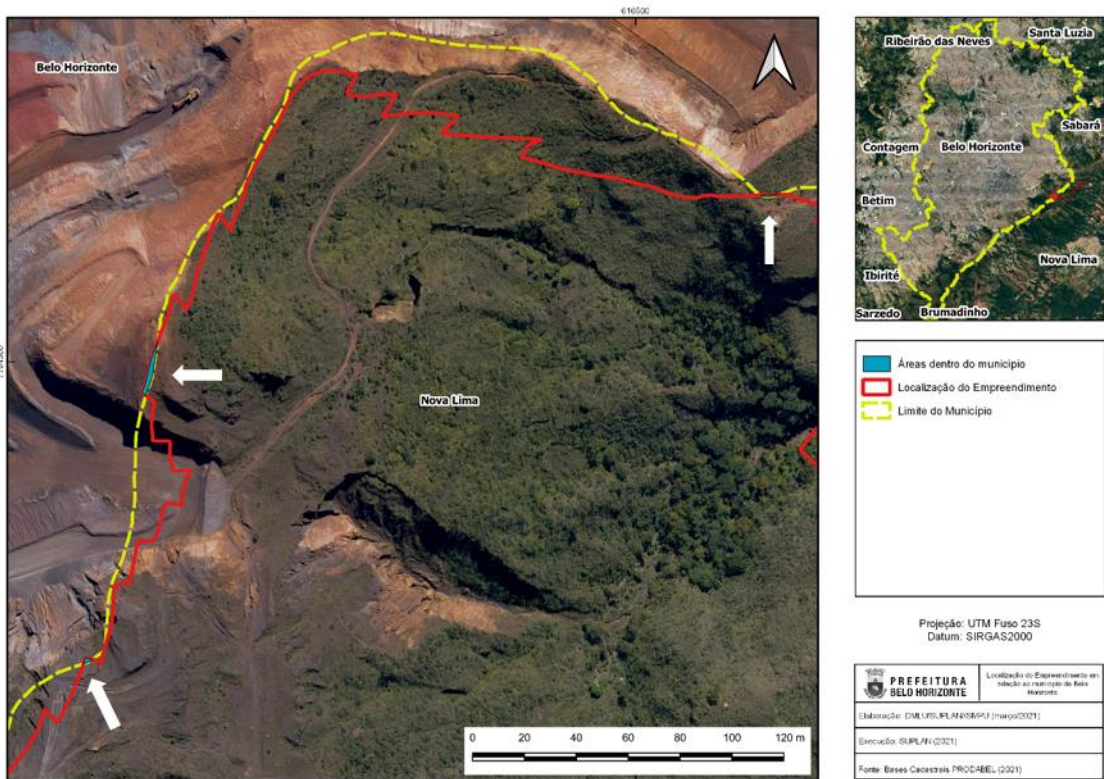 616500
Belo Horizonte
Nova Lima
0 20 40 60 80 100 120 m
Ribeirão das Neves
Santa Luzia
Sabará
Contagem
Belo Horizonte
Betim
Nova Lima
Ibirité
Sarzedo
Brumadinho
Áreas dentro do município
Localização do Empreendimento
Limite do Município
Projeção: UTM Fuso 23S
Datum: SIRGAS2000
PREFEITURA
BELO HORIZONTE
Localização do Empreendimento em
relação ao município de Belo
Horizonte
Elaboração: (março/2021)
Execução: SUPLAN (2021)
Fonte: Bases Cadastrais PRODABEL (2021)